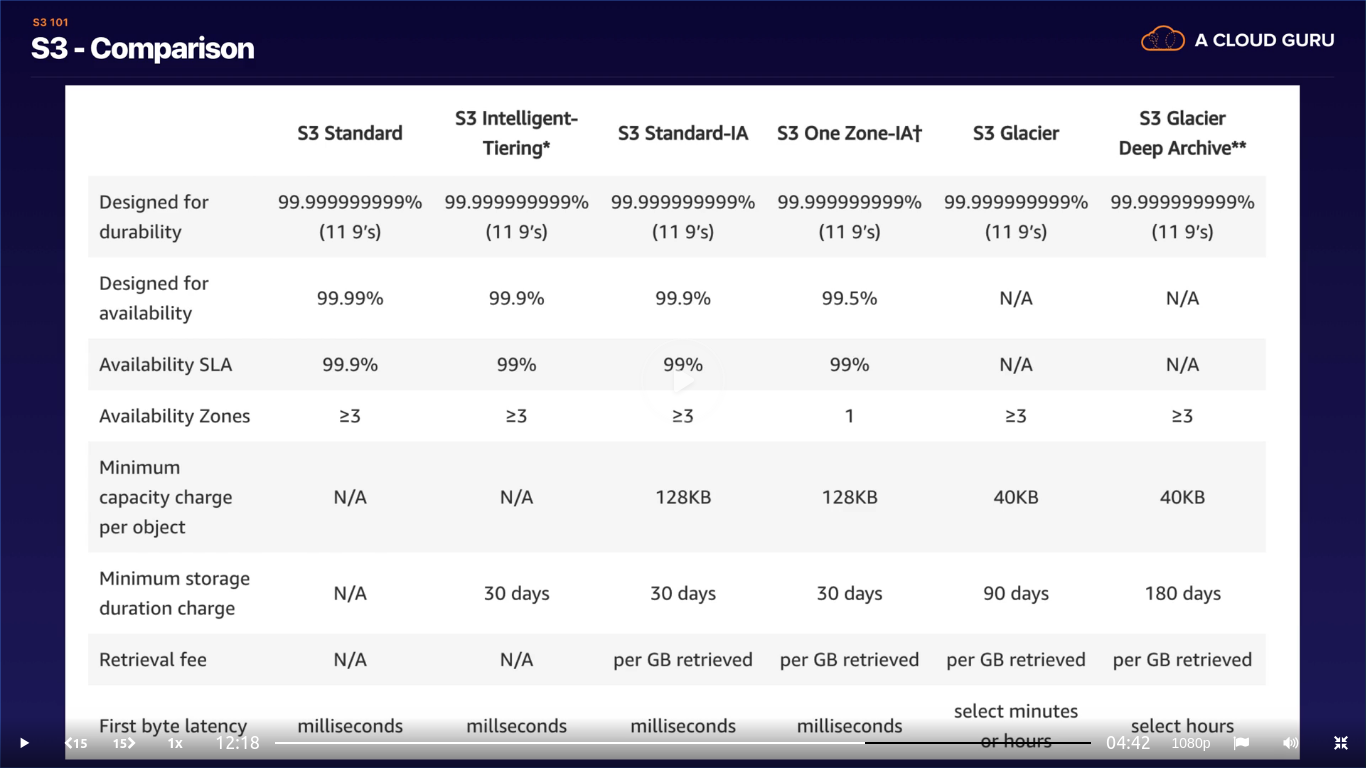 S3 101
S3 - Comparison
A CLOUD GURU
S3 Standard
S3 Intelligent-
Tiering*
S3 Standard-IA
S3 One Zone-IA†
S3 Glacier
S3 Glacier
Deep Archive**
Designed for
durability
99.999999999%
(11 9’s)
99.999999999%
(11 9’s)
99.999999999%
(11 9’s)
99.999999999%
(11 9’s)
99.999999999%
(11 9’s)
99.999999999%
(11 9’s)
Designed for
availability
99.99%
99.9%
99.9%
99.5%
N/A
N/A
Availability SLA
99.9%
99%
99%
99%
N/A
N/A
Availability Zones
≥3
≥3
≥3
1
≥3
≥3
Minimum
capacity charge
per object
N/A
N/A
128KB
128KB
40KB
40KB
Minimum storage
duration charge
N/A
30 days
30 days
30 days
90 days
180 days
Retrieval fee
N/A
N/A
per GB retrieved
per GB retrieved
per GB retrieved
per GB retrieved
First byte latency
milliseconds
millseconds
milliseconds
milliseconds
select minutes
or hours
select hours
15
15
1x
12:18
04:42
1080p